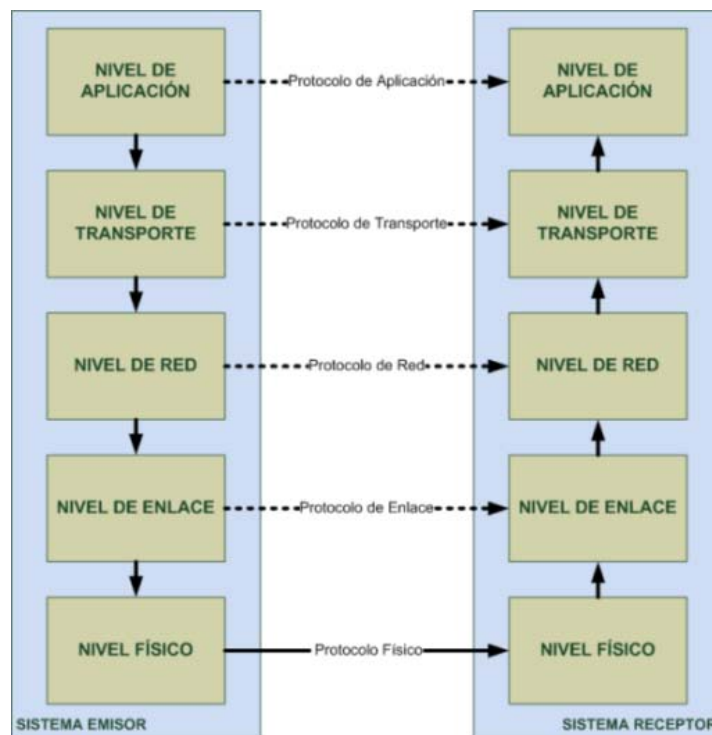 NIVEL DE
APLICACIÓN
Protocolo de Aplicación
NIVEL DE
APLICACIÓN
NIVEL DE
TRANSPORTE
Protocolo de Transporte
NIVEL DE
TRANSPORTE
NIVEL DE RED
Protocolo de Red
NIVEL DE RED
NIVEL DE ENLACE
Protocolo de Enlace
NIVEL DE ENLACE
NIVEL FÍSICO
Protocolo Físico
NIVEL FÍSICO
SISTEMA EMISOR
SISTEMA RECEPTOR